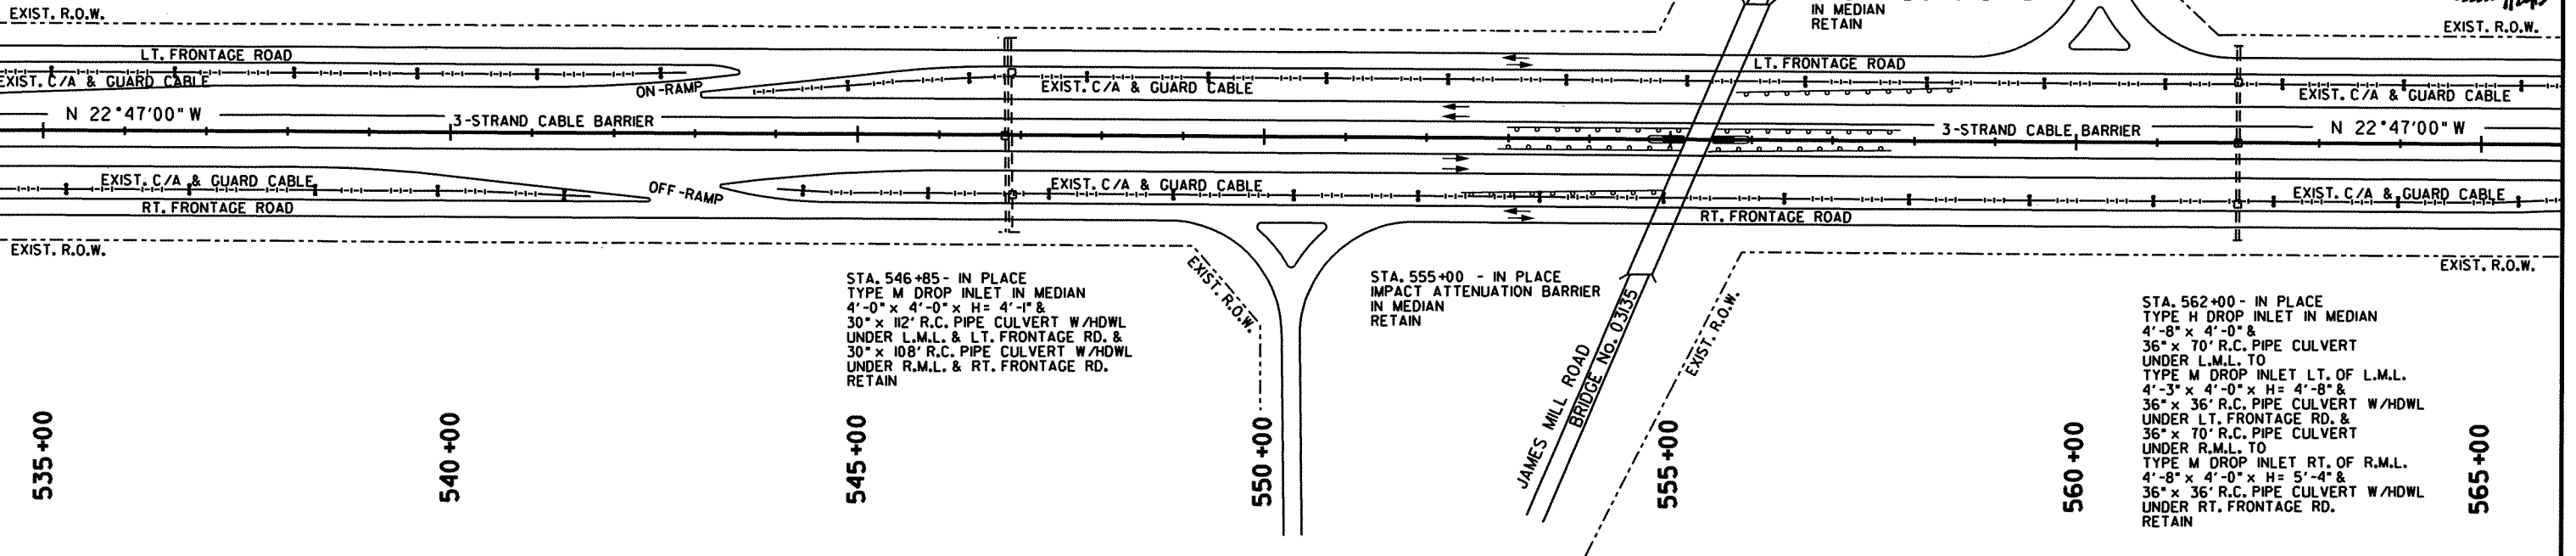 EXIST. R.O.W.
IN MEDIAN
RETAIN
EXIST. R.O.W.
LT. FRONTAGE ROAD
LT. FRONTAGE ROAD
EXIST. C/A & GUARD CABLE
ON-RAMP
EXIST. C/A & GUARD CABLE
EXIST. C/A & GUARD CABLE
N 22°47'00" W
3-STRAND CABLE BARRIER
3-STRAND CABLE BARRIER
N 22°47'00" W
EXIST. C/A & GUARD CABLE
OFF-RAMP
EXIST. C/A & GUARD CABLE
EXIST. C/A & GUARD CABLE
RT. FRONTAGE ROAD
RT. FRONTAGE ROAD
EXIST. R.O.W.
EXIST. R.O.W.
EXIST. R.O.W.
EXIST. R.O.W.
STA. 546+85 - IN PLACE
TYPE M DROP INLET IN MEDIAN
4'-0" x 4'-0" x H= 4'-1" &
30" x 112' R.C. PIPE CULVERT W/HDWL
UNDER L.M.L. & LT. FRONTAGE RD. &
30" x 108' R.C. PIPE CULVERT W/HDWL
UNDER R.M.L. & RT. FRONTAGE RD.
RETAIN
STA. 555+00 - IN PLACE
IMPACT ATTENUATION BARRIER
IN MEDIAN
RETAIN
JAMES MILL ROAD
BRIDGE No. 03135
STA. 562+00 - IN PLACE
TYPE H DROP INLET IN MEDIAN
4'-8" x 4'-0" &
36" x 70' R.C. PIPE CULVERT
UNDER L.M.L. TO
TYPE M DROP INLET LT. OF L.M.L.
4'-3" x 4'-0" x H= 4'-8" &
36" x 36' R.C. PIPE CULVERT W/HDWL
UNDER LT. FRONTAGE RD. &
36" x 70' R.C. PIPE CULVERT
UNDER R.M.L. TO
TYPE M DROP INLET RT. OF R.M.L.
4'-8" x 4'-0" x H= 5'-4" &
36" x 36' R.C. PIPE CULVERT W/HDWL
UNDER RT. FRONTAGE RD.
RETAIN
535+00
540+00
545+00
550+00
555+00
560+00
565+00